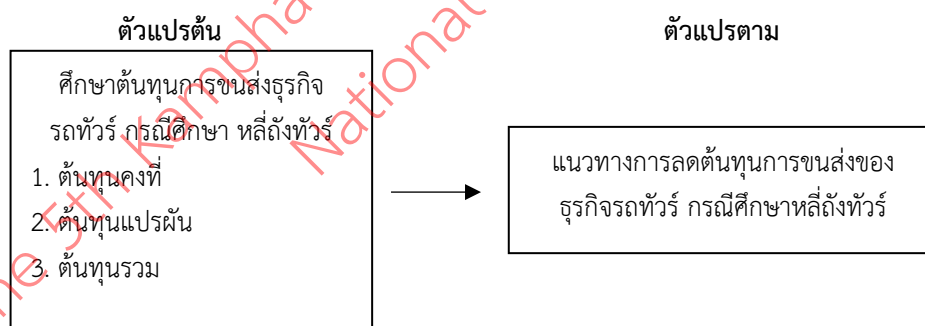 ตัวแปรต้น
ตัวแปรตาม
ศึกษาต้นทุนการขนส่งธุรกิจ
รถทัวร์ กรณีศึกษา หลี่ถังทัวร์
1. ต้นทุนคงที่
2. ต้นทุนแปรผัน
3. ต้นทุนรวม
แนวทางการลดต้นทุนการขนส่งของ
ธุรกิจรถทัวร์ กรณีศึกษาหลี่ถังทัวร์
5th Kampha
National